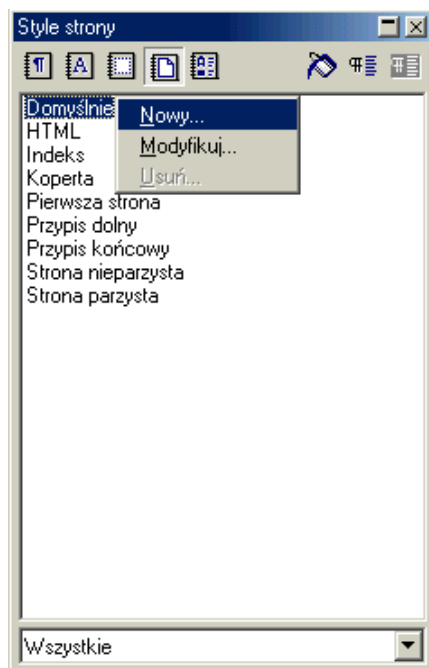 Style strony
Domyślnie
Nowy...
HTML
Modyfikuj...
Indeks
Koperta
Usuń...
Pierwsza strona
Przypis dolny
Przypis końcowy
Strona nieparzysta
Strona parzysta
Wszystkie